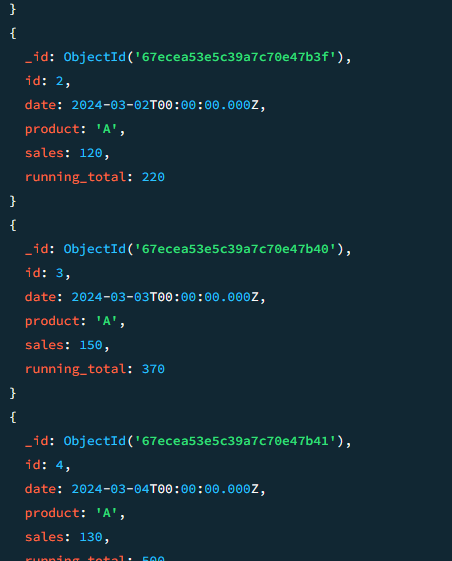 }
{
  _id: ObjectId('67ecea53e5c39a7c70e47b3f'),
  id: 2,
  date: 2024-03-02T00:00:00.000Z,
  product: 'A',
  sales: 120,
  running_total: 220
}
{
  _id: ObjectId('67ecea53e5c39a7c70e47b40'),
  id: 3,
  date: 2024-03-03T00:00:00.000Z,
  product: 'A',
  sales: 150,
  running_total: 370
}
{
  _id: ObjectId('67ecea53e5c39a7c70e47b41'),
  id: 4,
  date: 2024-03-04T00:00:00.000Z,
  product: 'A',
  sales: 130,
  running_total: 500